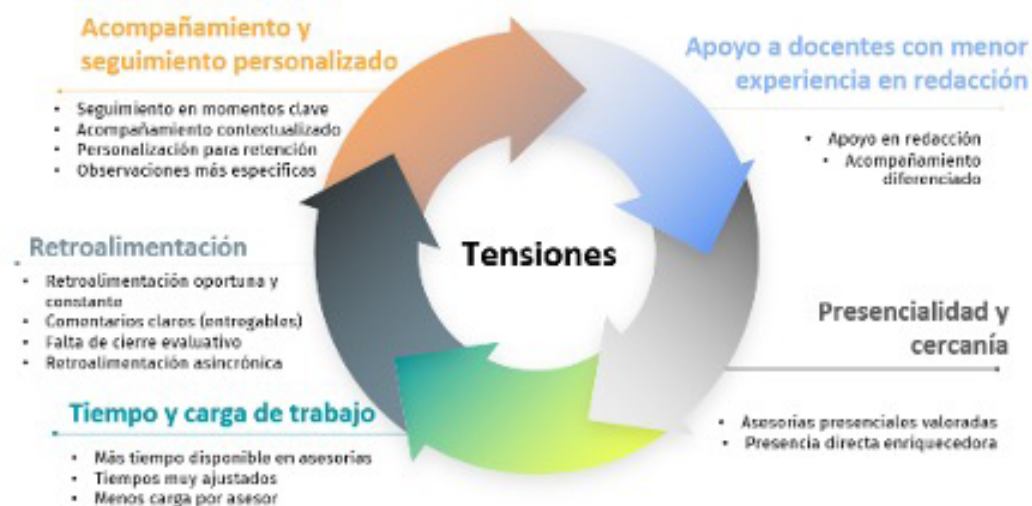 Acompañamiento y
seguimiento personalizado
• Seguimiento en momentos clave
• Acompañamiento contextualizado
• Personalización para retención
• Observaciones más específicas
Apoyo a docentes con menor
experiencia en redacción
• Apoyo en redacción
• Acompañamiento
diferenciado
Tensiones
Retroalimentación
• Retroalimentación oportuna y
constante
• Comentarios claros (entregables)
• Falta de cierre evaluativo
• Retroalimentación asincrónica
Presencialidad y
cercanía
• Asesorías presenciales valoradas
• Presencia directa enriquecedora
Tiempo y carga de trabajo
• Más tiempo disponible en asesorías
• Tiempos muy ajustados
• Menos carga por asesor